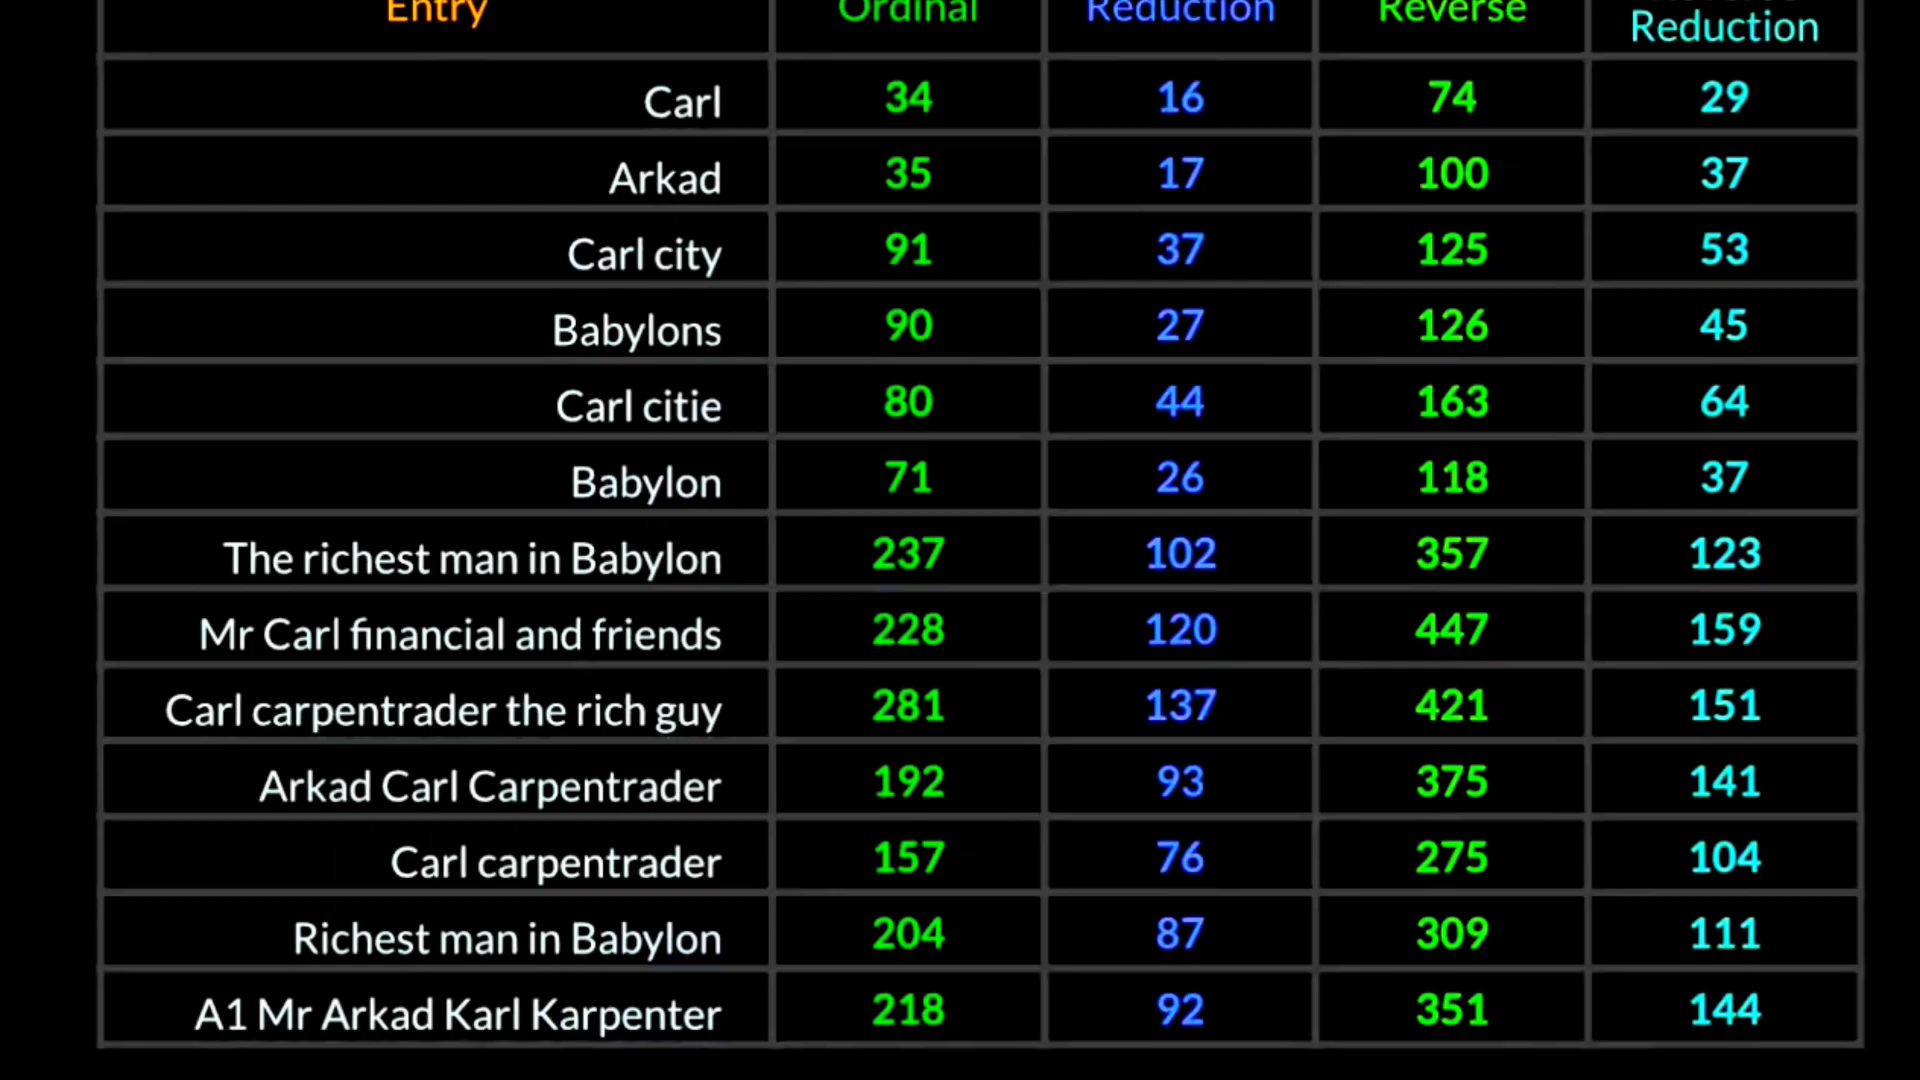 Entry Ordinal Reduction Reverse Reduction
Carl 34 16 74 29
Arkad 35 17 100 37
Carl city 91 37 125 53
Babylons 90 27 126 45
Carl citie 80 44 163 64
Babylon 71 26 118 37
The richest man in Babylon 237 102 357 123
Mr Carl financial and friends 228 120 447 159
Carl carpentrader the rich guy 281 137 421 151
Arkad Carl Carpentrader 192 93 375 141
Carl carpentrader 157 76 275 104
Richest man in Babylon 204 87 309 111
A1 Mr Arkad Karl Karpenter 218 92 351 144